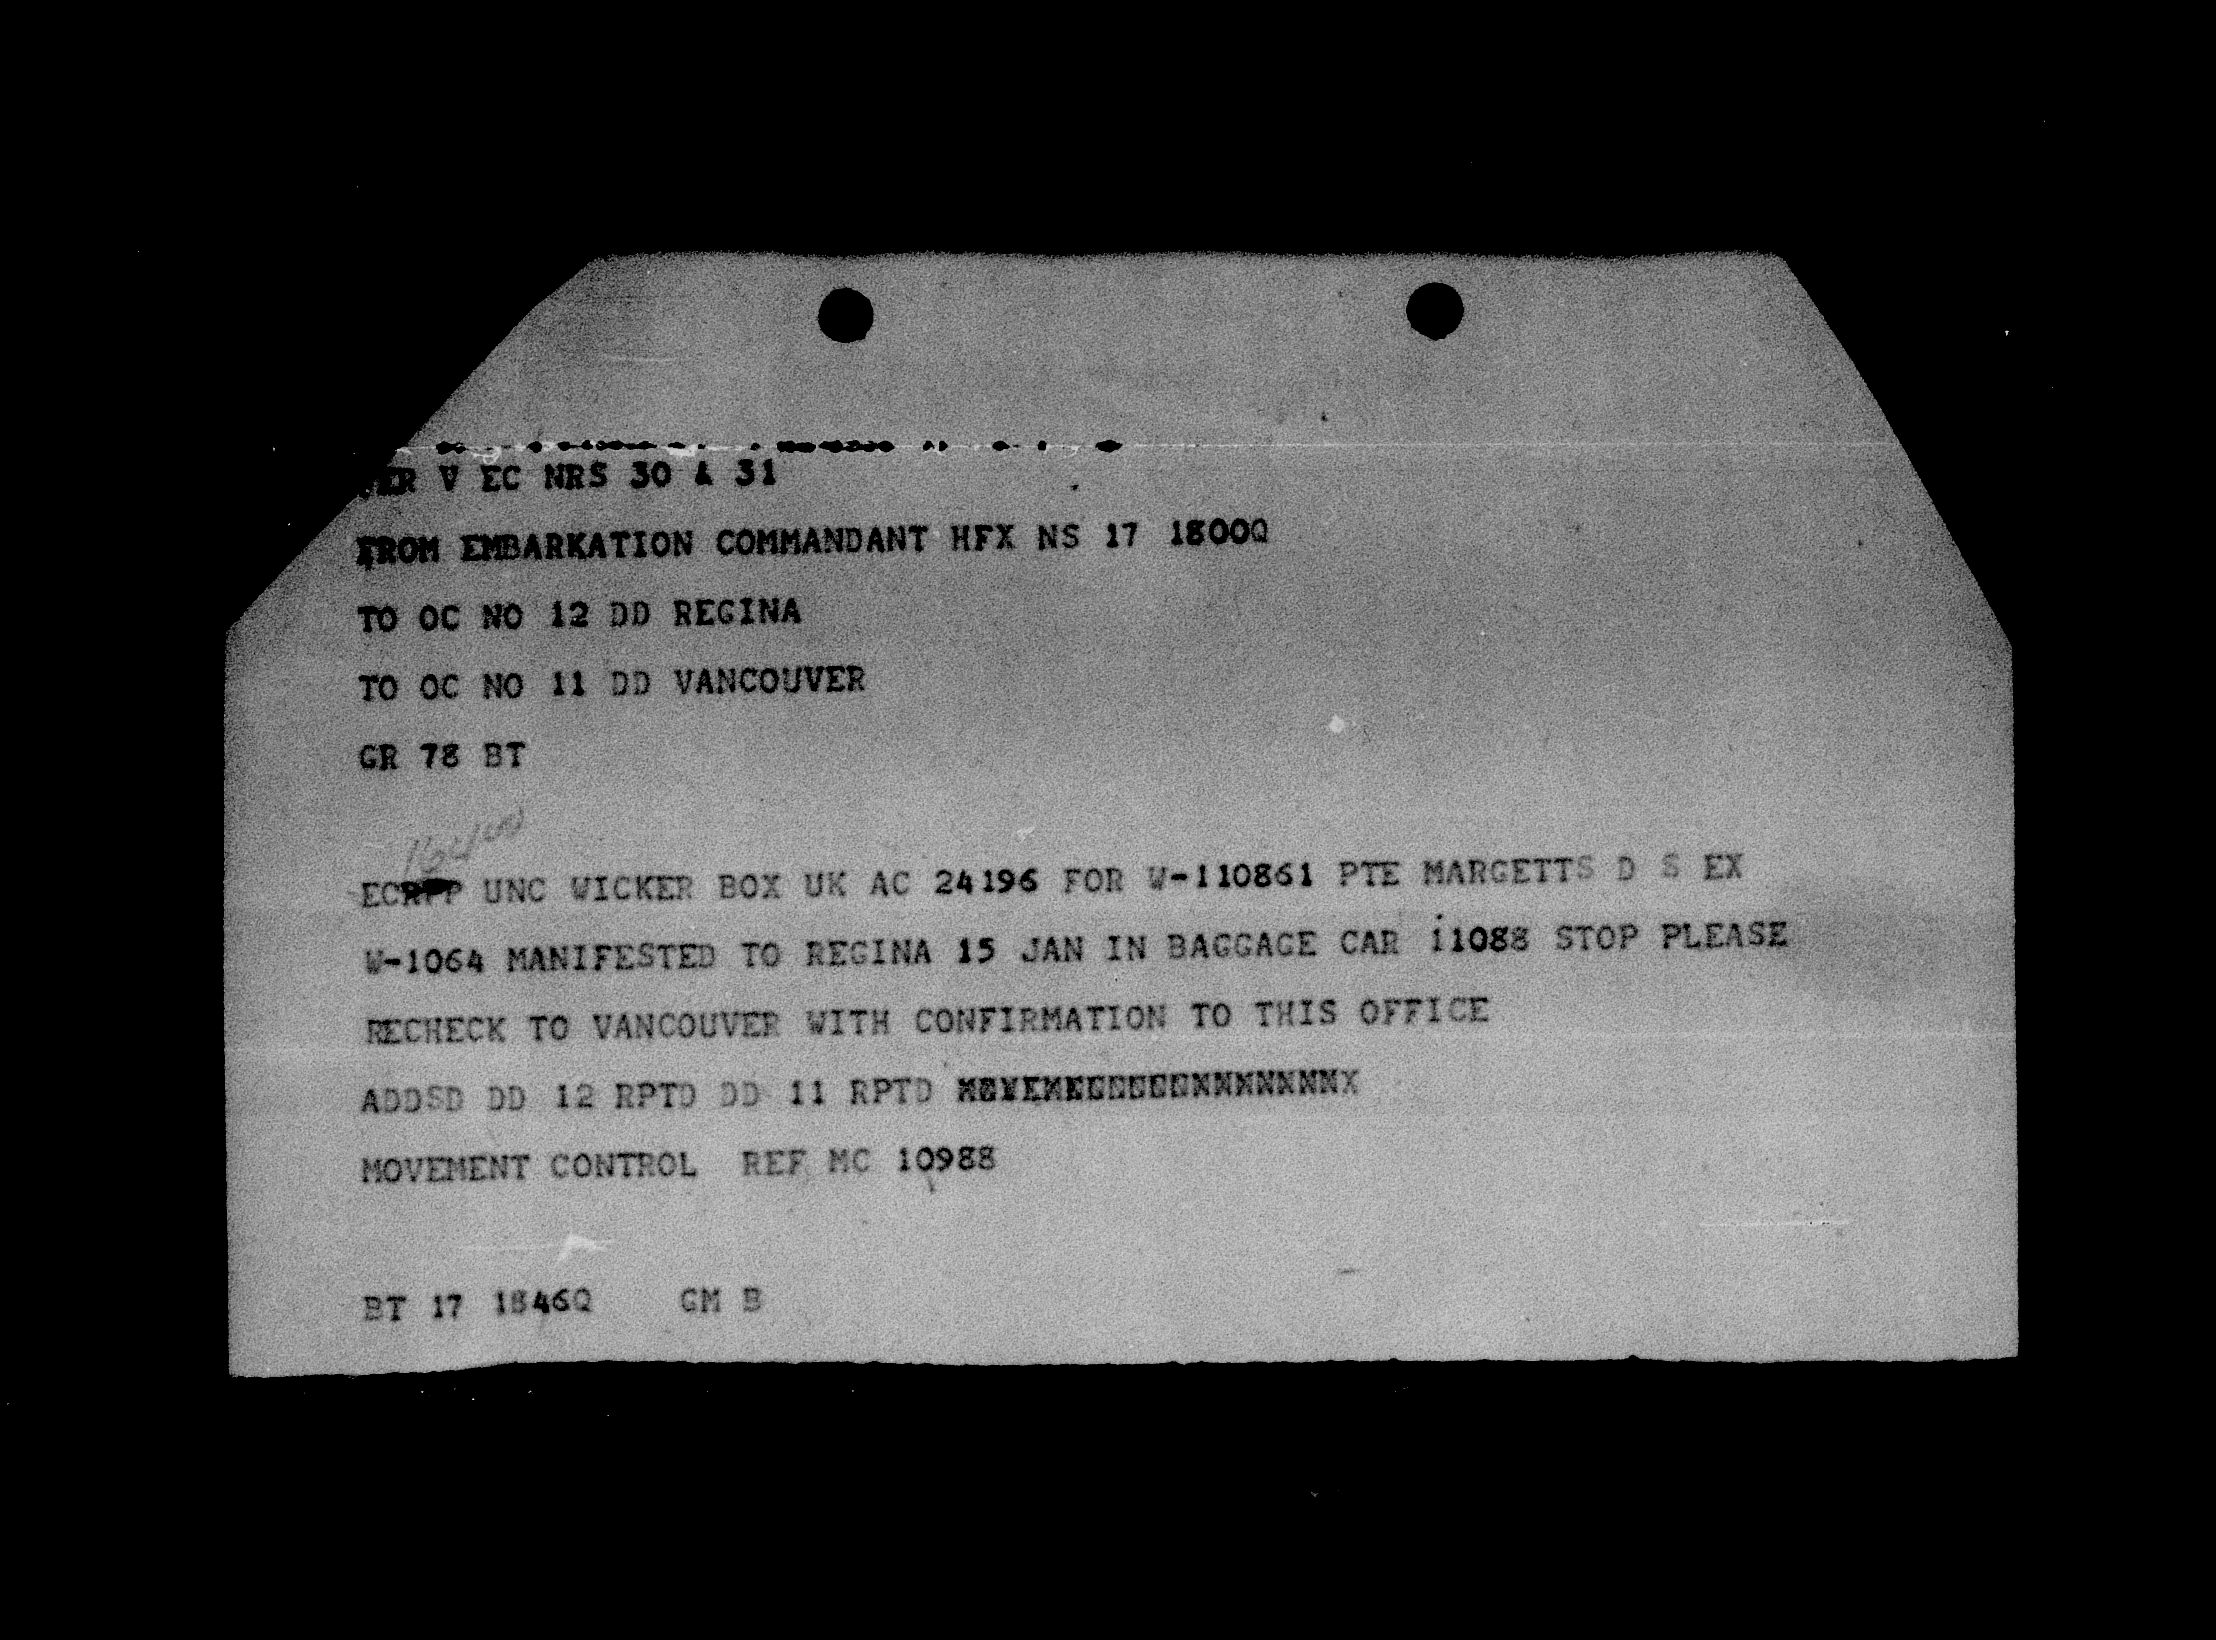 V EC NRS 30 & 31
FROM EMBARKATION COMMANDANT HFX NS 17 1800Q
TO OC NO 12 DD REGINA
TO OC NO 11 DD VANCOUVER
GR 78 BT
UNC WICKER BOX UK AC 24196 FOR W-110861 PTE MARGETTS D S EX
W-1064 MANIFESTED TO REGINA 15 JAN IN BAGGAGE CAR 11088 STOP PLEASE
RECHECK TO VANCOUVER WITH CONFIRMATION TO THIS OFFICE
ADDSD DD 12 RPTD DD 11 RPTD
MOVEMENT CONTROL REF MC 10988
BT 17 1846Q GM B